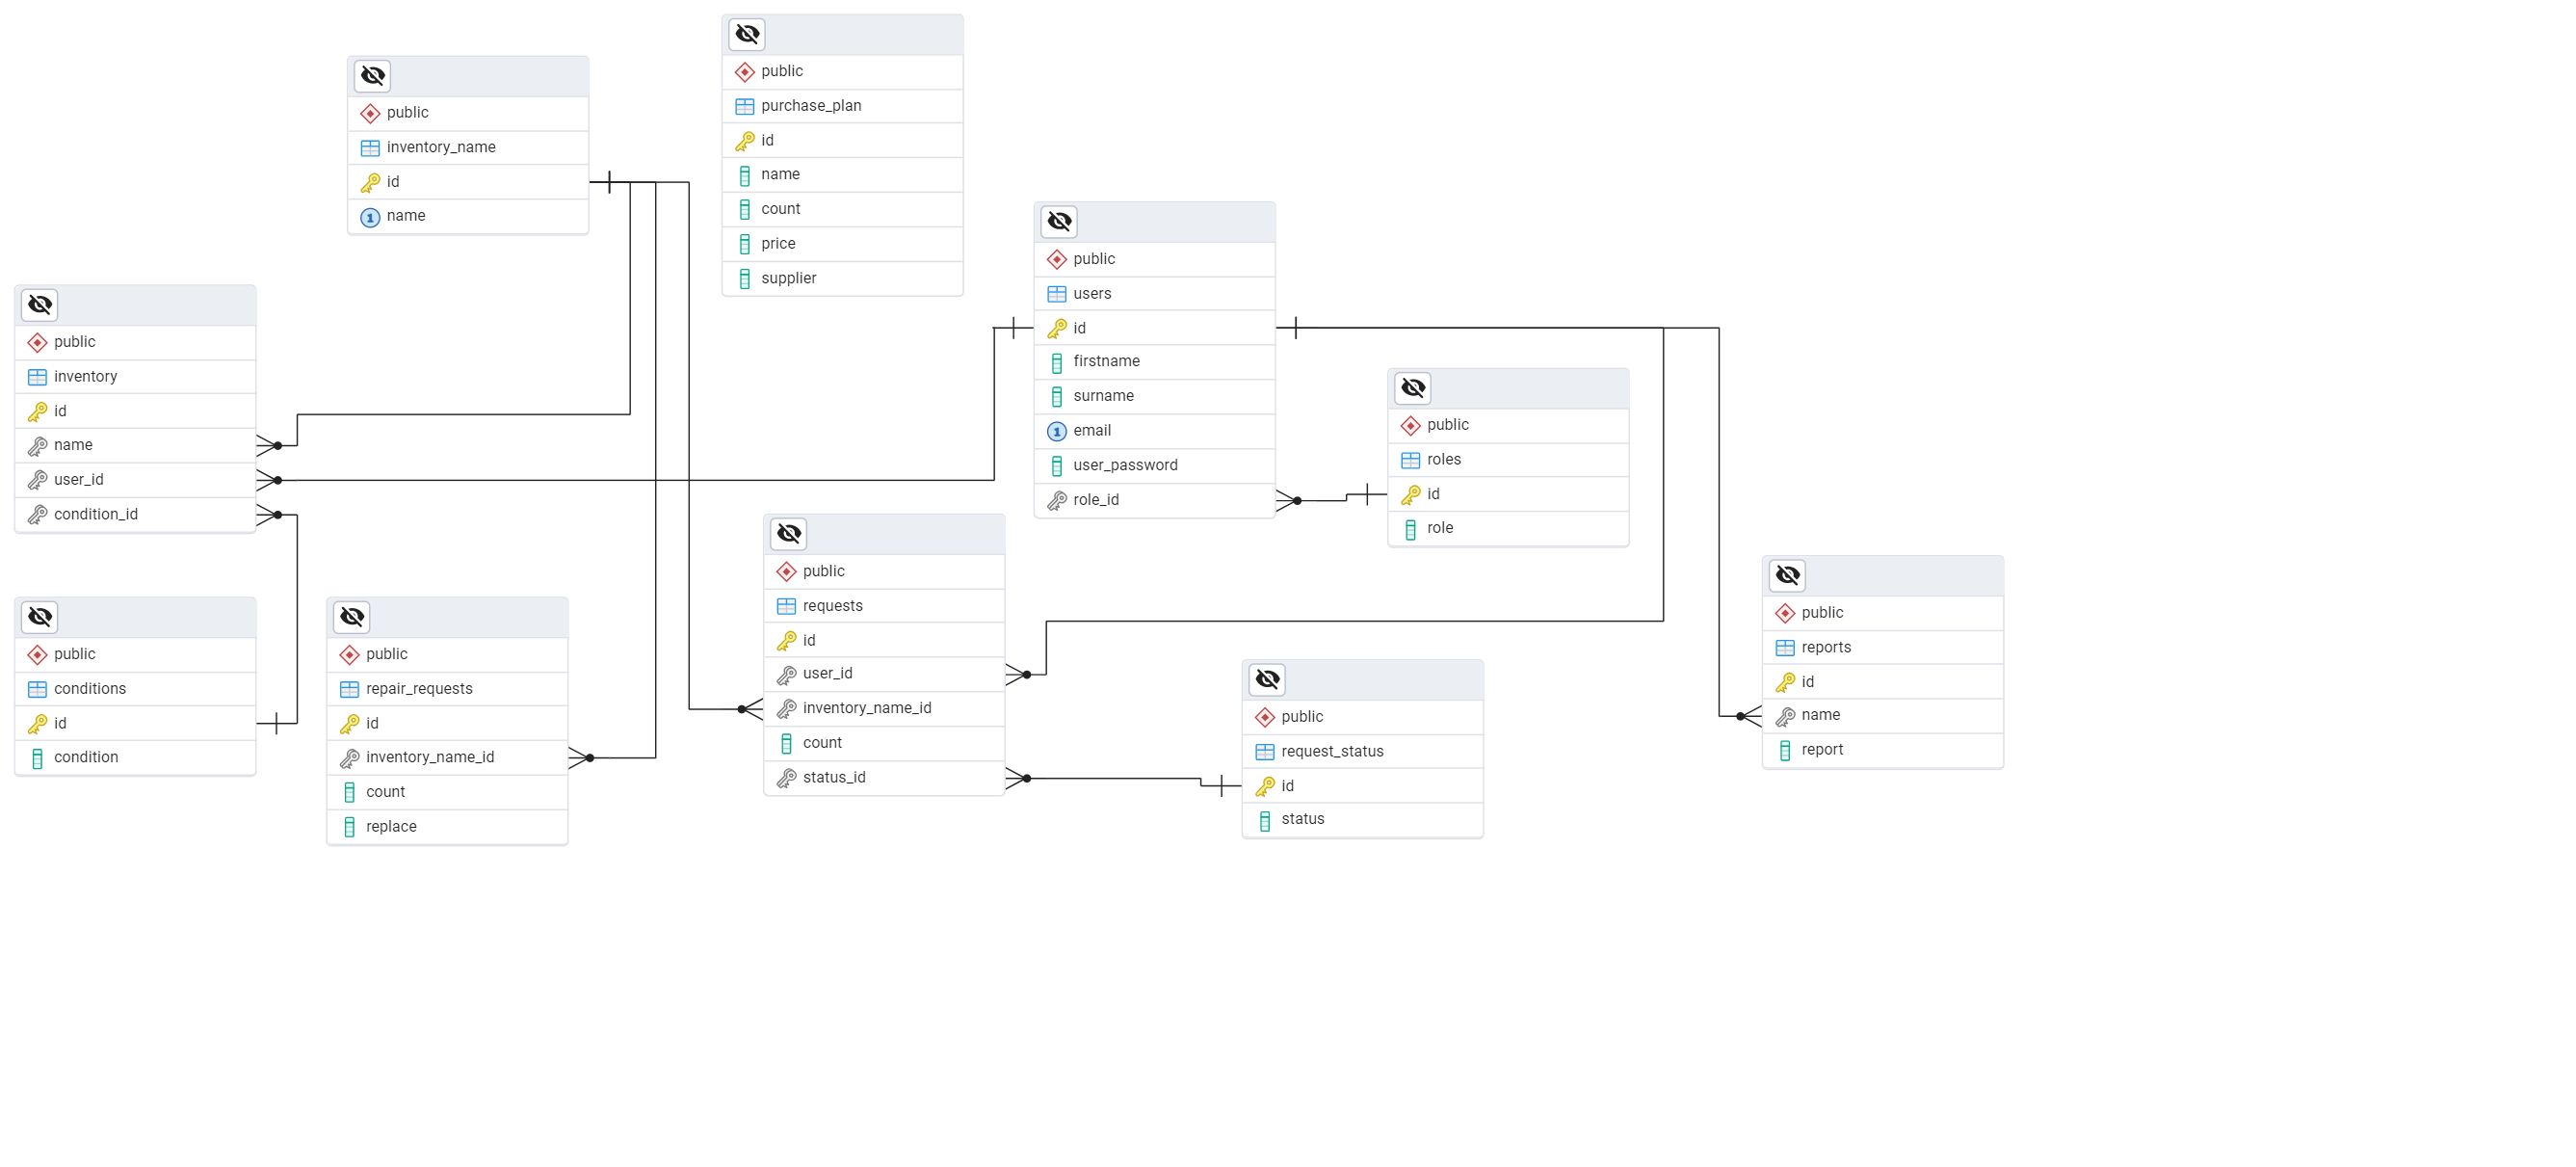 public
inventory_name
id
name
public
purchase_plan
id
name
count
price
supplier
public
users
id
firstname
surname
email
user_password
role_id
public
inventory
id
name
user_id
condition_id
public
roles
id
role
public
requests
id
user_id
inventory_name_id
count
status_id
public
conditions
id
condition
public
repair_requests
id
inventory_name_id
count
replace
public
request_status
id
status
public
reports
id
name
report